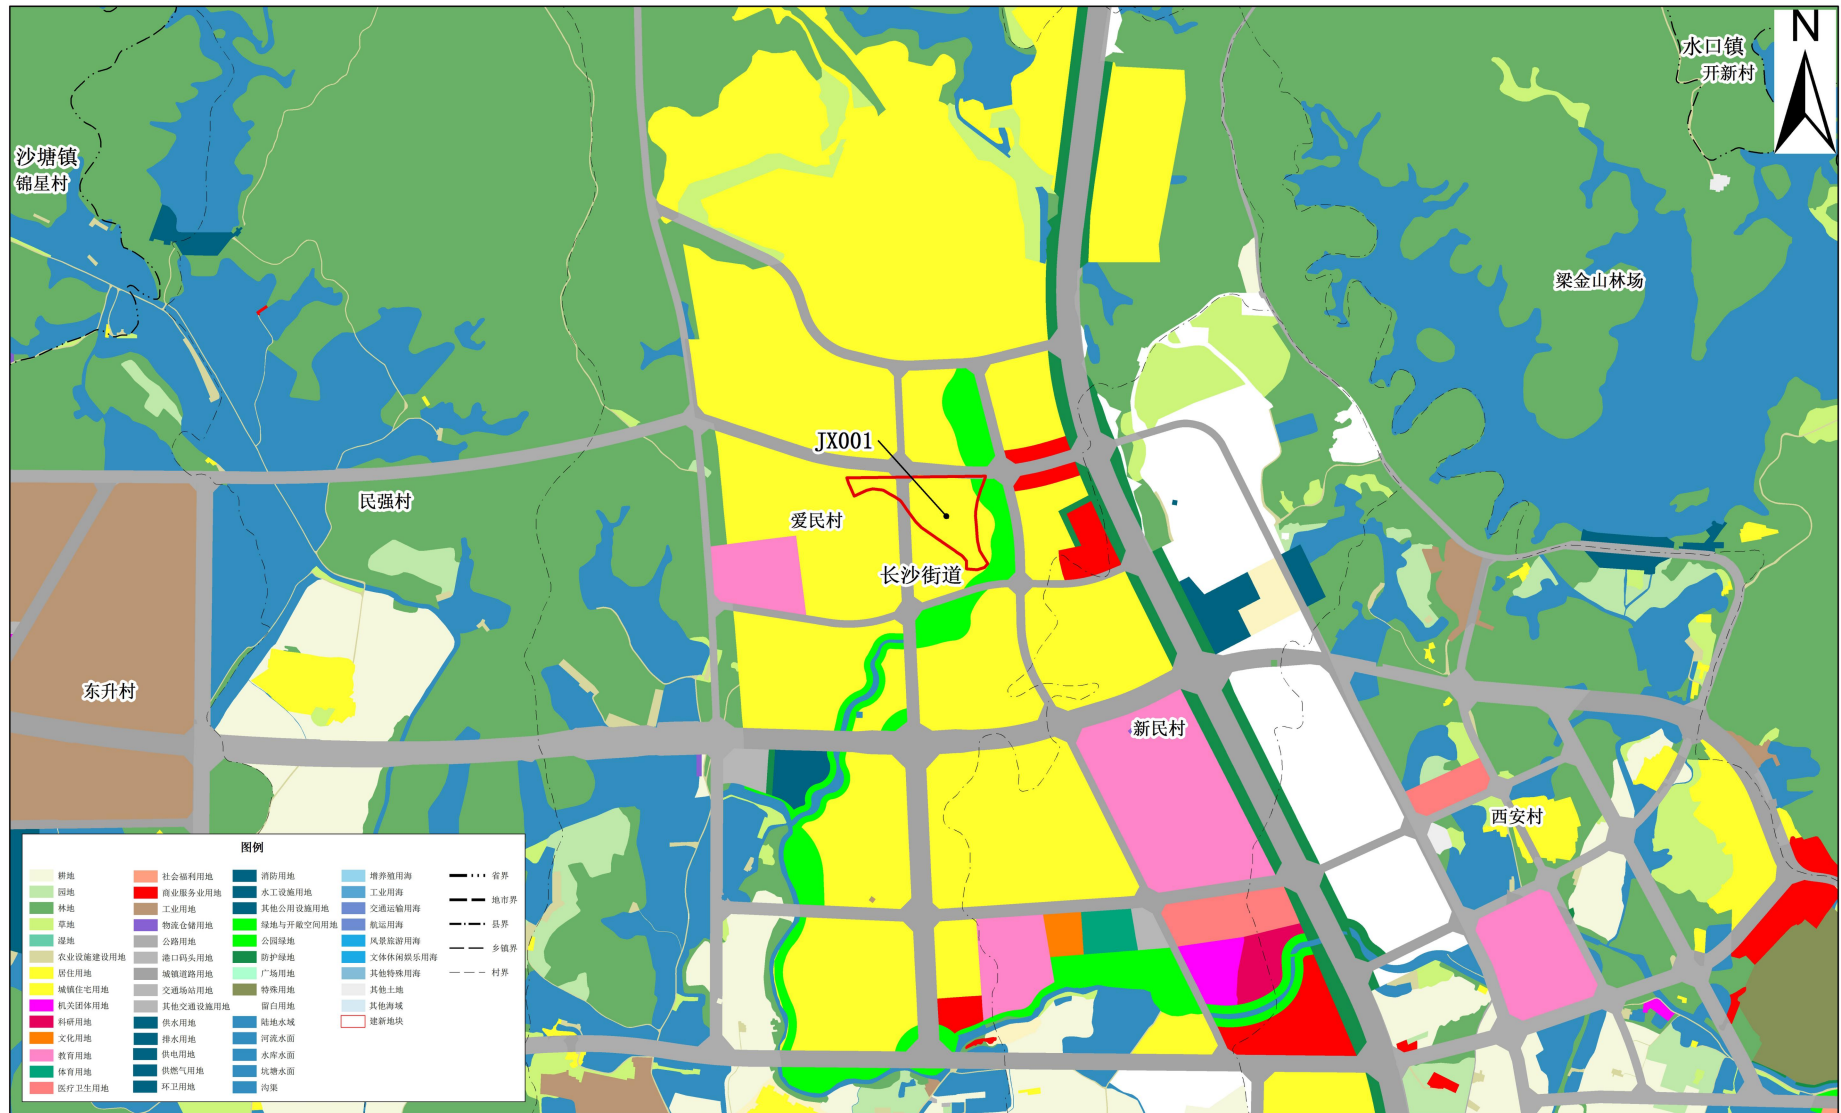 N
水口镇
开新村
沙塘镇
锦星村
梁金山林场
JX001
民强村
爱民村
长沙街道
东升村
新民村
西安村
图例
耕地
园地
林地
草地
湿地
农业设施建设用地
居住用地
城镇住宅用地
机关团体用地
科研用地
文化用地
教育用地
体育用地
医疗卫生用地
社会福利用地
商业服务业用地
工业用地
物流仓储用地
公路用地
港口码头用地
城镇道路用地
交通场站用地
其他交通设施用地
供水用地
排水用地
供电用地
供燃气用地
环卫用地
消防用地
水工设施用地
其他公用设施用地
绿地与开敞空间用地
公园绿地
防护绿地
广场用地
特殊用地
留白用地
陆地水域
河流水面
水库水面
坑塘水面
沟渠
增养殖用海
工业用海
交通运输用海
航运用海
风景旅游用海
文体休闲娱乐用海
其他特殊用海
其他土地
其他海域
建新地块
省界
地市界
县界
乡镇界
村界